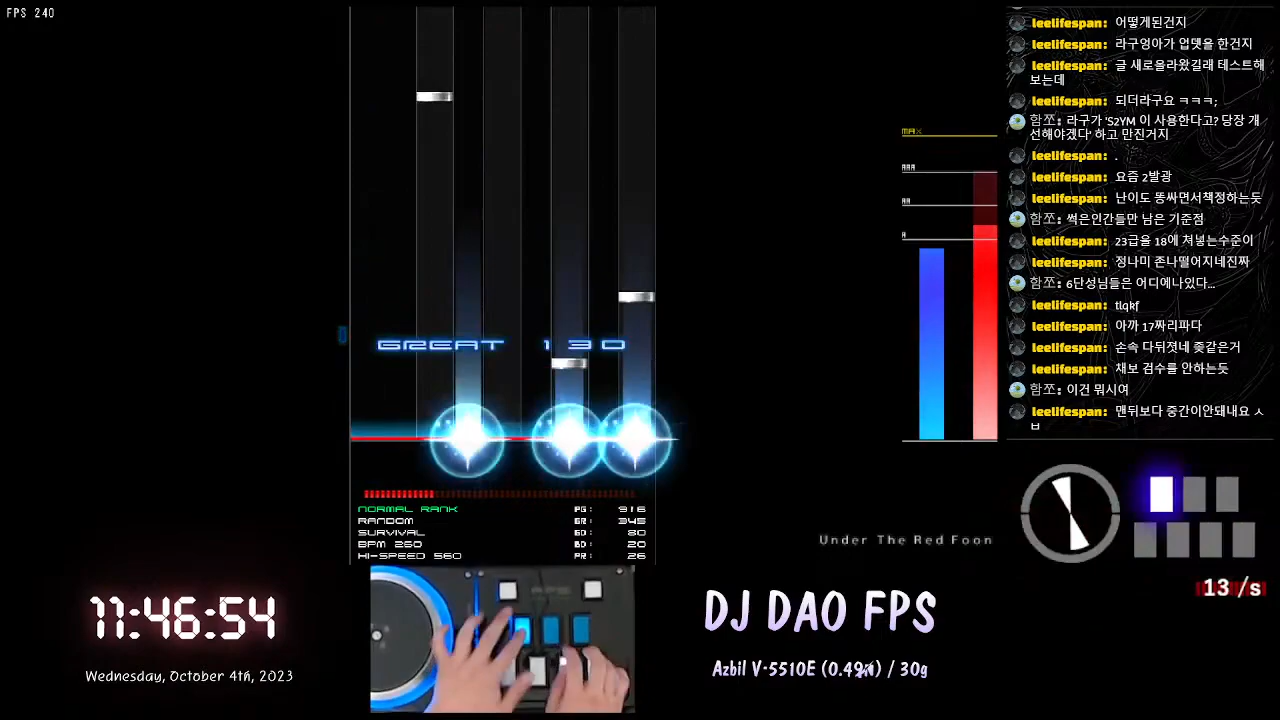 FPS 240
GREAT 130
NORMAL RANK
RANDOM
SURVIVAL
BPM 260
HI-SPEED 560
PG: 916
GR: 345
GD: 80
BD: 20
PR: 26
MAX
AAA
AA
A
Under The Red Foon
leelifespan: 어떻게된건지
leelifespan: 라구엉아가 업뎃을 한건지
leelifespan: 글 새로올라왔길래 테스트해
보는데
leelifespan: 되더라구요 ㅋㅋㅋ;
함쪼: 라구가 'S2YM 이 사용한다고? 당장 개
선해야겠다' 하고 만진거지
leelifespan: .
leelifespan: 요즘 2발광
leelifespan: 난이도 똥싸면서책정하는듯
함쪼: 썩은인간들만 남은 기준점
leelifespan: 23급을 18에 쳐넣는수준이
leelifespan: 정나미 존나떨어지네진짜
함쪼: 6단성님들은 어디에나있다...
leelifespan: tlqkf
leelifespan: 아까 17짜리파다
leelifespan: 손속 다뒤졋네 좆같은거
leelifespan: 채보 검수를 안하는듯
함쪼: 이건 뭐시여
leelifespan: 맨뒤보다 중간이안돼내요 ㅅ
ㅂ
13 /s
11:46:54
Wednesday, October 4th, 2023
DJ DAO FPS
Azbil V-5510E (0.49N) / 30g